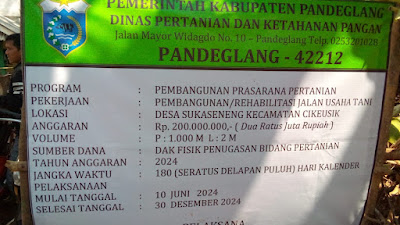 PEMERINTAH KABUPATEN PANDEGLANG
DINAS PERTANIAN DAN KETAHANAN PANGAN
Jalan Mayor Widagdo No. 10 – Pandeglang Telp. 0253201028
PANDEGLANG - 42212
PROGRAM : PEMBANGUNAN PRASARANA PERTANIAN
PEKERJAAN : PEMBANGUNAN/REHABILITASI JALAN USAHA TANI
LOKASI : DESA SUKASENENG KECAMATAN CIKEUSIK
ANGGARAN : Rp. 200.000.000,- ( Dua Ratus Juta Rupiah )
VOLUME : P : 1.000 M L : 2 M
SUMBER DANA : DAK FISIK PENUGASAN BIDANG PERTANIAN
TAHUN ANGGARAN : 2024
JANGKA WAKTU : 180 (SERATUS DELAPAN PULUH) HARI KALENDER
PELAKSANAAN
MULAI TANGGAL : 10 JUNI 2024
SELESAI TANGGAL : 30 DESEMBER 2024
PELAKSANA